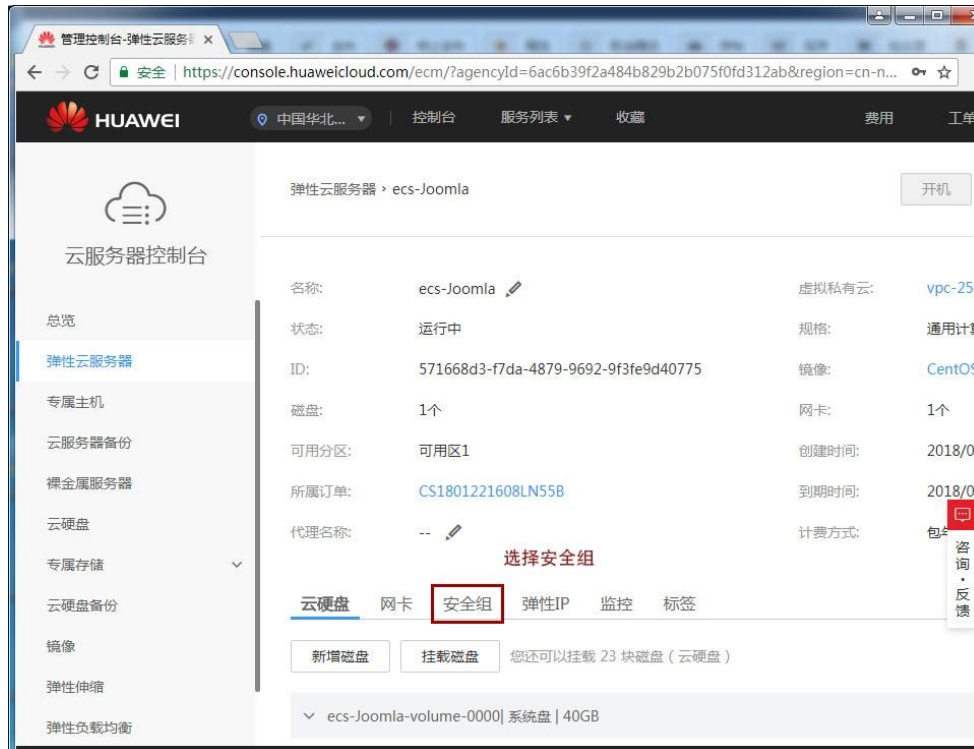 管理控制台-弹性云服务
安全 | https://console.huaweicloud.com/ecm/?agencyId=6ac6b39f2a484b829b2b075f0fd312ab&region=cn-n...
HUAWEI 中国华北... 控制台 服务列表 收藏 费用 工单
云服务器控制台
总览
弹性云服务器
专属主机
云服务器备份
裸金属服务器
云硬盘
专属存储
云硬盘备份
镜像
弹性伸缩
弹性负载均衡
弹性云服务器 › ecs-Joomla 开机
名称: ecs-Joomla 虚拟私有云: vpc-25
状态: 运行中 规格: 通用计
ID: 571668d3-f7da-4879-9692-9f3fe9d40775 镜像: CentOS
磁盘: 1个 网卡: 1个
可用分区: 可用区1 创建时间: 2018/0
所属订单: CS1801221608LN55B 到期时间: 2018/0
代理名称: -- 计费方式: 包年
选择安全组
云硬盘 网卡 安全组 弹性IP 监控 标签
新增磁盘 挂载磁盘 您还可以挂载 23 块磁盘（云硬盘）
ecs-Joomla-volume-0000| 系统盘 | 40GB
咨询·反馈